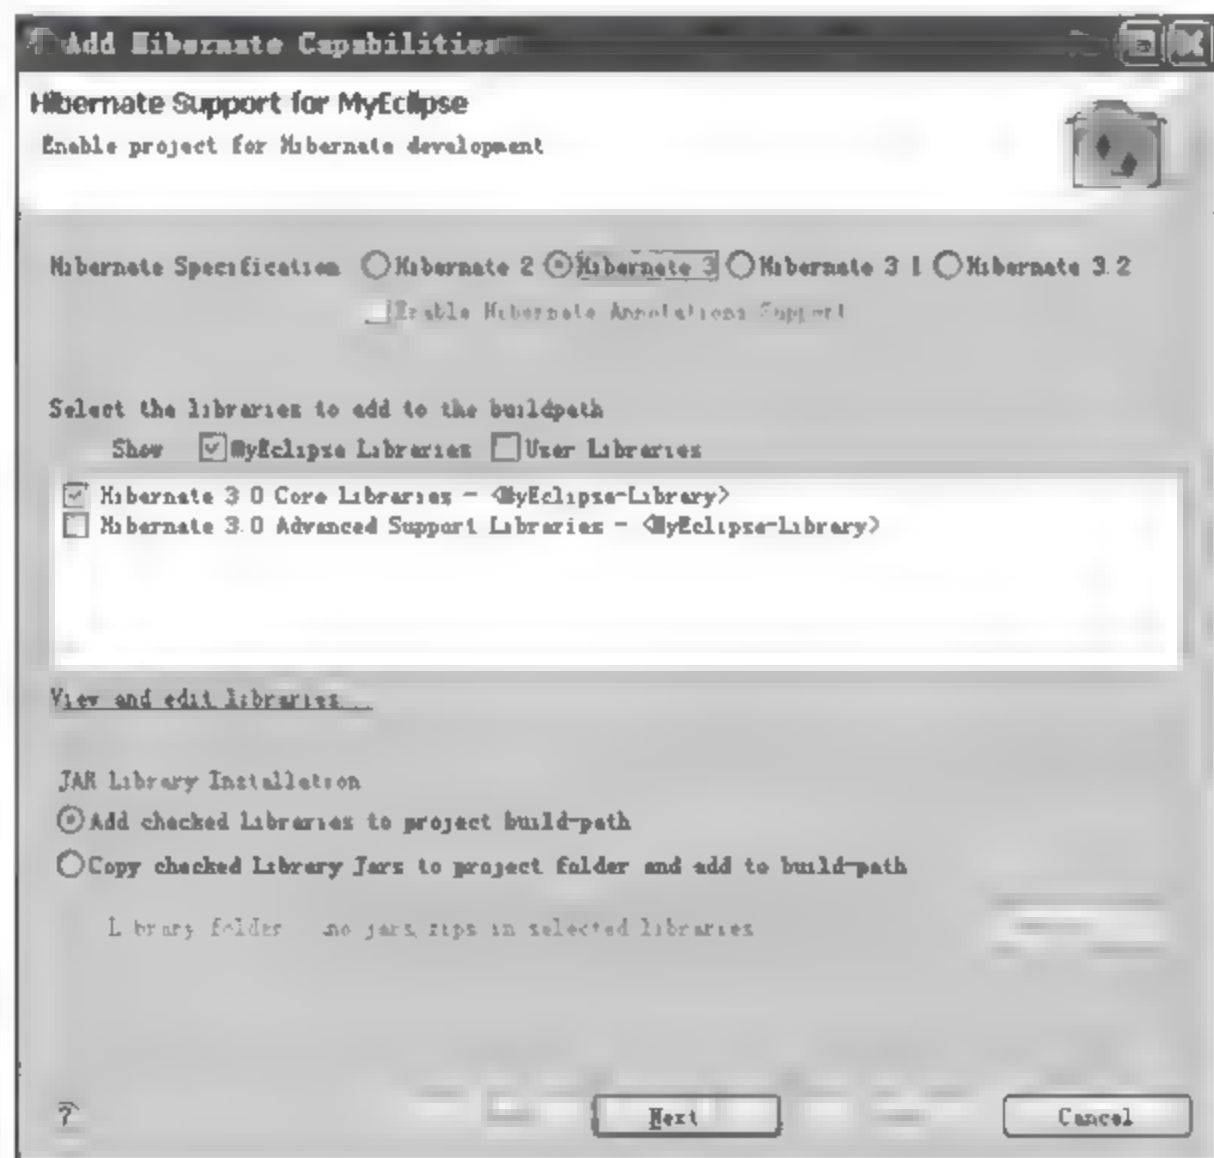 Add Hibernate Capabilities
Hibernate Support for MyEclipse
Enable project for Hibernate development
Hibernate Specification Hibernate 2 Hibernate 3 Hibernate 3.1 Hibernate 3.2
Enable Hibernate Annotations Support
Select the libraries to add to the buildpath
Show MyEclipse Libraries User Libraries
Hibernate 3.0 Core Libraries - <MyEclipse-Library>
Hibernate 3.0 Advanced Support Libraries - <MyEclipse-Library>
View and edit libraries...
JAR Library Installation
Add checked Libraries to project build-path
Copy checked Library Jars to project folder and add to build-path
Library folder no jars/zips in selected libraries
?
Next
Cancel